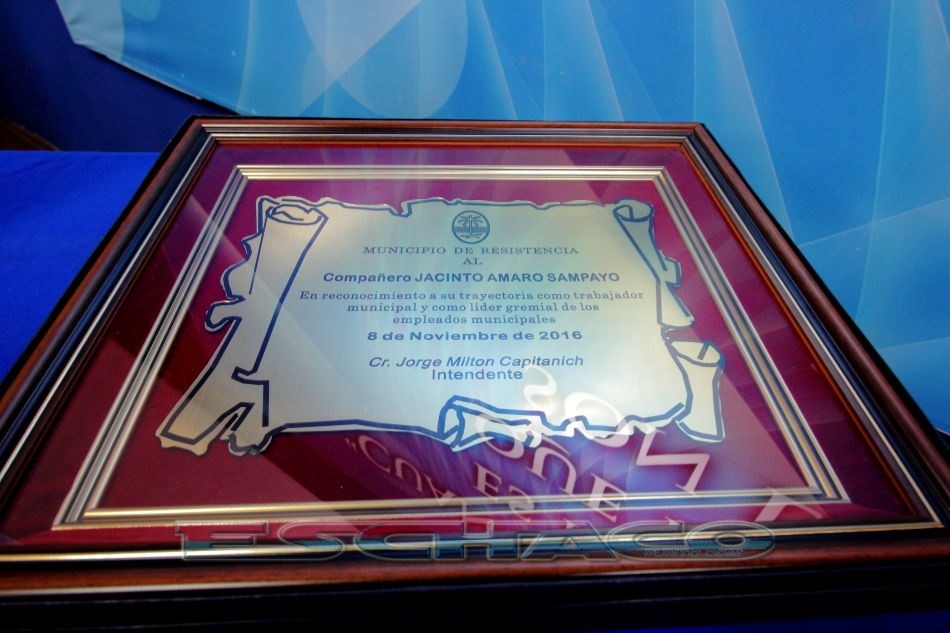 MUNICIPIO DE RESISTENCIA
AL
Compañero JACINTO AMARO SAMPAYO
En reconocimiento a su trayectoria como trabajador
municipal y como lider gremial de los
empleados municipales
8 de Noviembre de 2016
Cr. Jorge Milton Capitanich
Intendente
ESCHACO